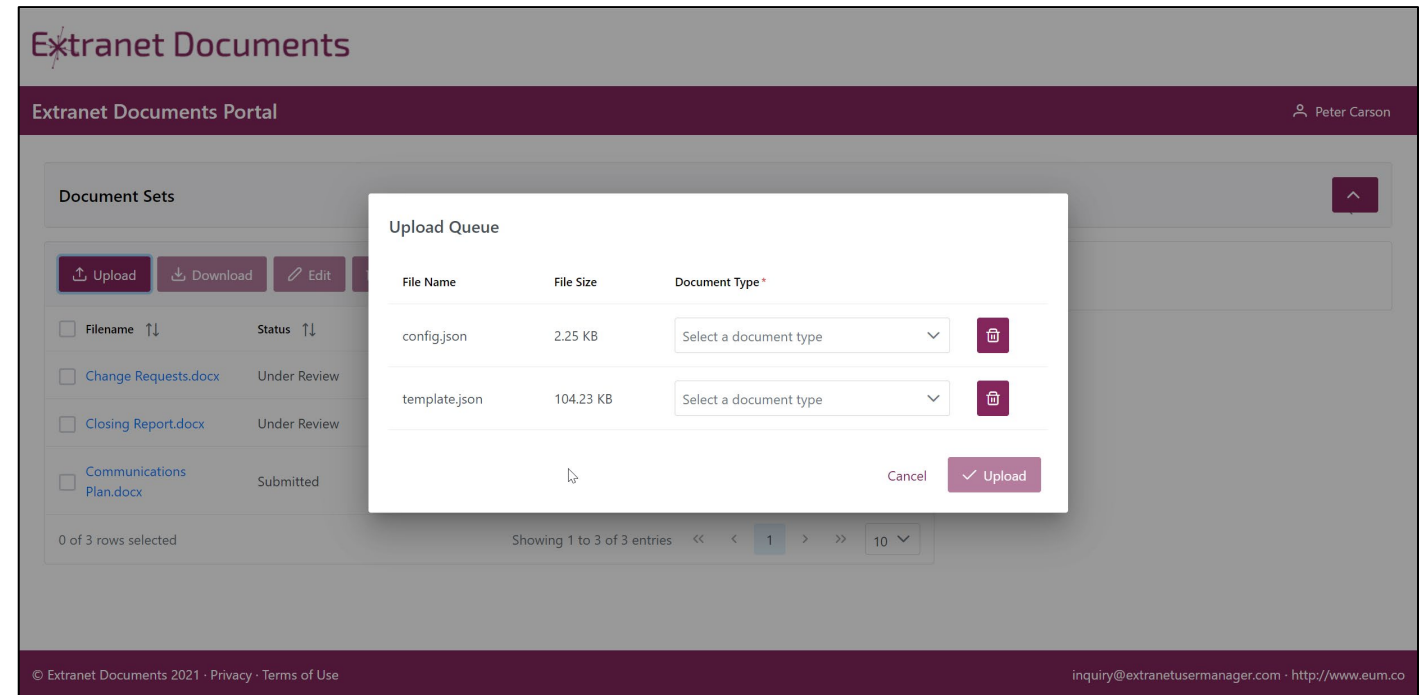 Extranet Documents
Extranet Documents Portal
Peter Carson
Document Sets
Upload Download Edit
Filename Status
Change Requests.docx Under Review
Closing Report.docx Under Review
Communications
Plan.docx
Submitted
0 of 3 rows selected Showing 1 to 3 of 3 entries << < 1 > >> 10
Upload Queue
File Name File Size Document Type *
config.json 2.25 KB Select a document type
template.json 104.23 KB Select a document type
Cancel Upload
© Extranet Documents 2021 · Privacy · Terms of Use
inquiry@extranetusermanager.com · http://www.eum.co